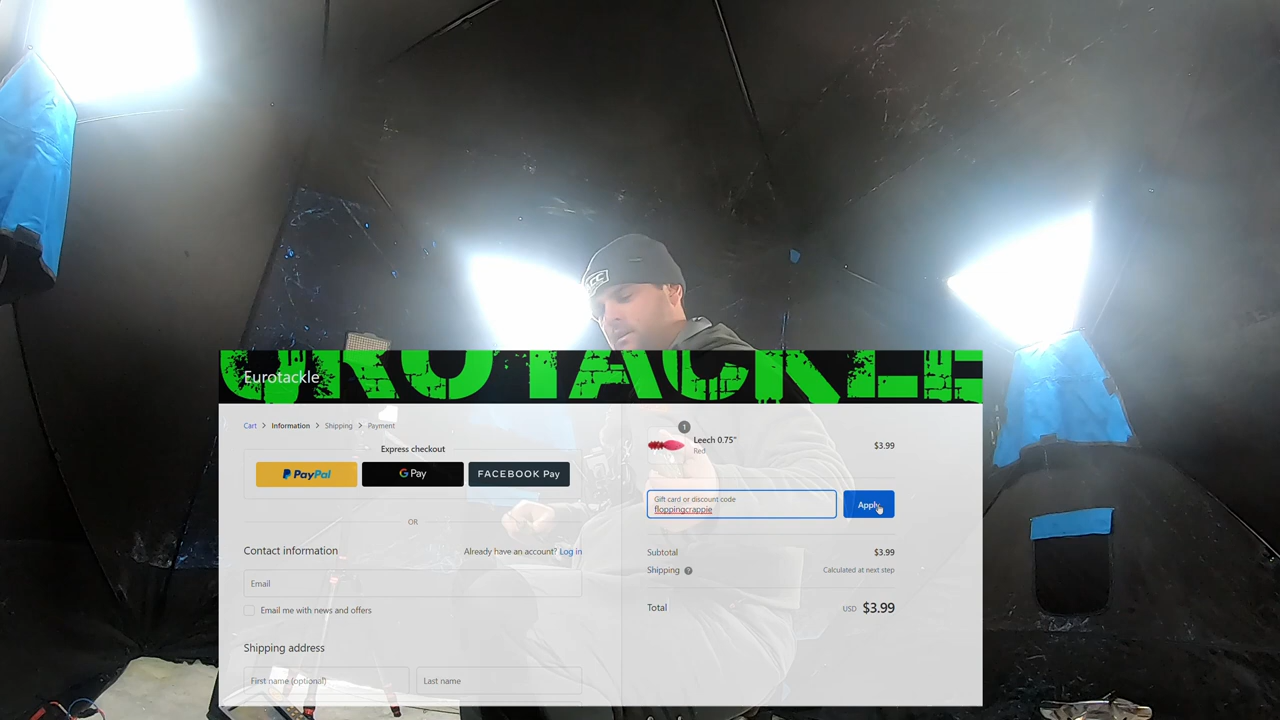 UROTACKLE
Eurotackle
Cart > Information > Shipping > Payment
Express checkout
PayPal
G Pay
FACEBOOK Pay
OR
Contact information
Already have an account? Log in
Email
Email me with news and offers
Shipping address
First name (optional)
Last name
1
Leech 0.75"
Red
$3.99
Gift card or discount code
floppingcrappie
Apply
Subtotal
$3.99
Shipping ?
Calculated at next step
Total
USD $3.99